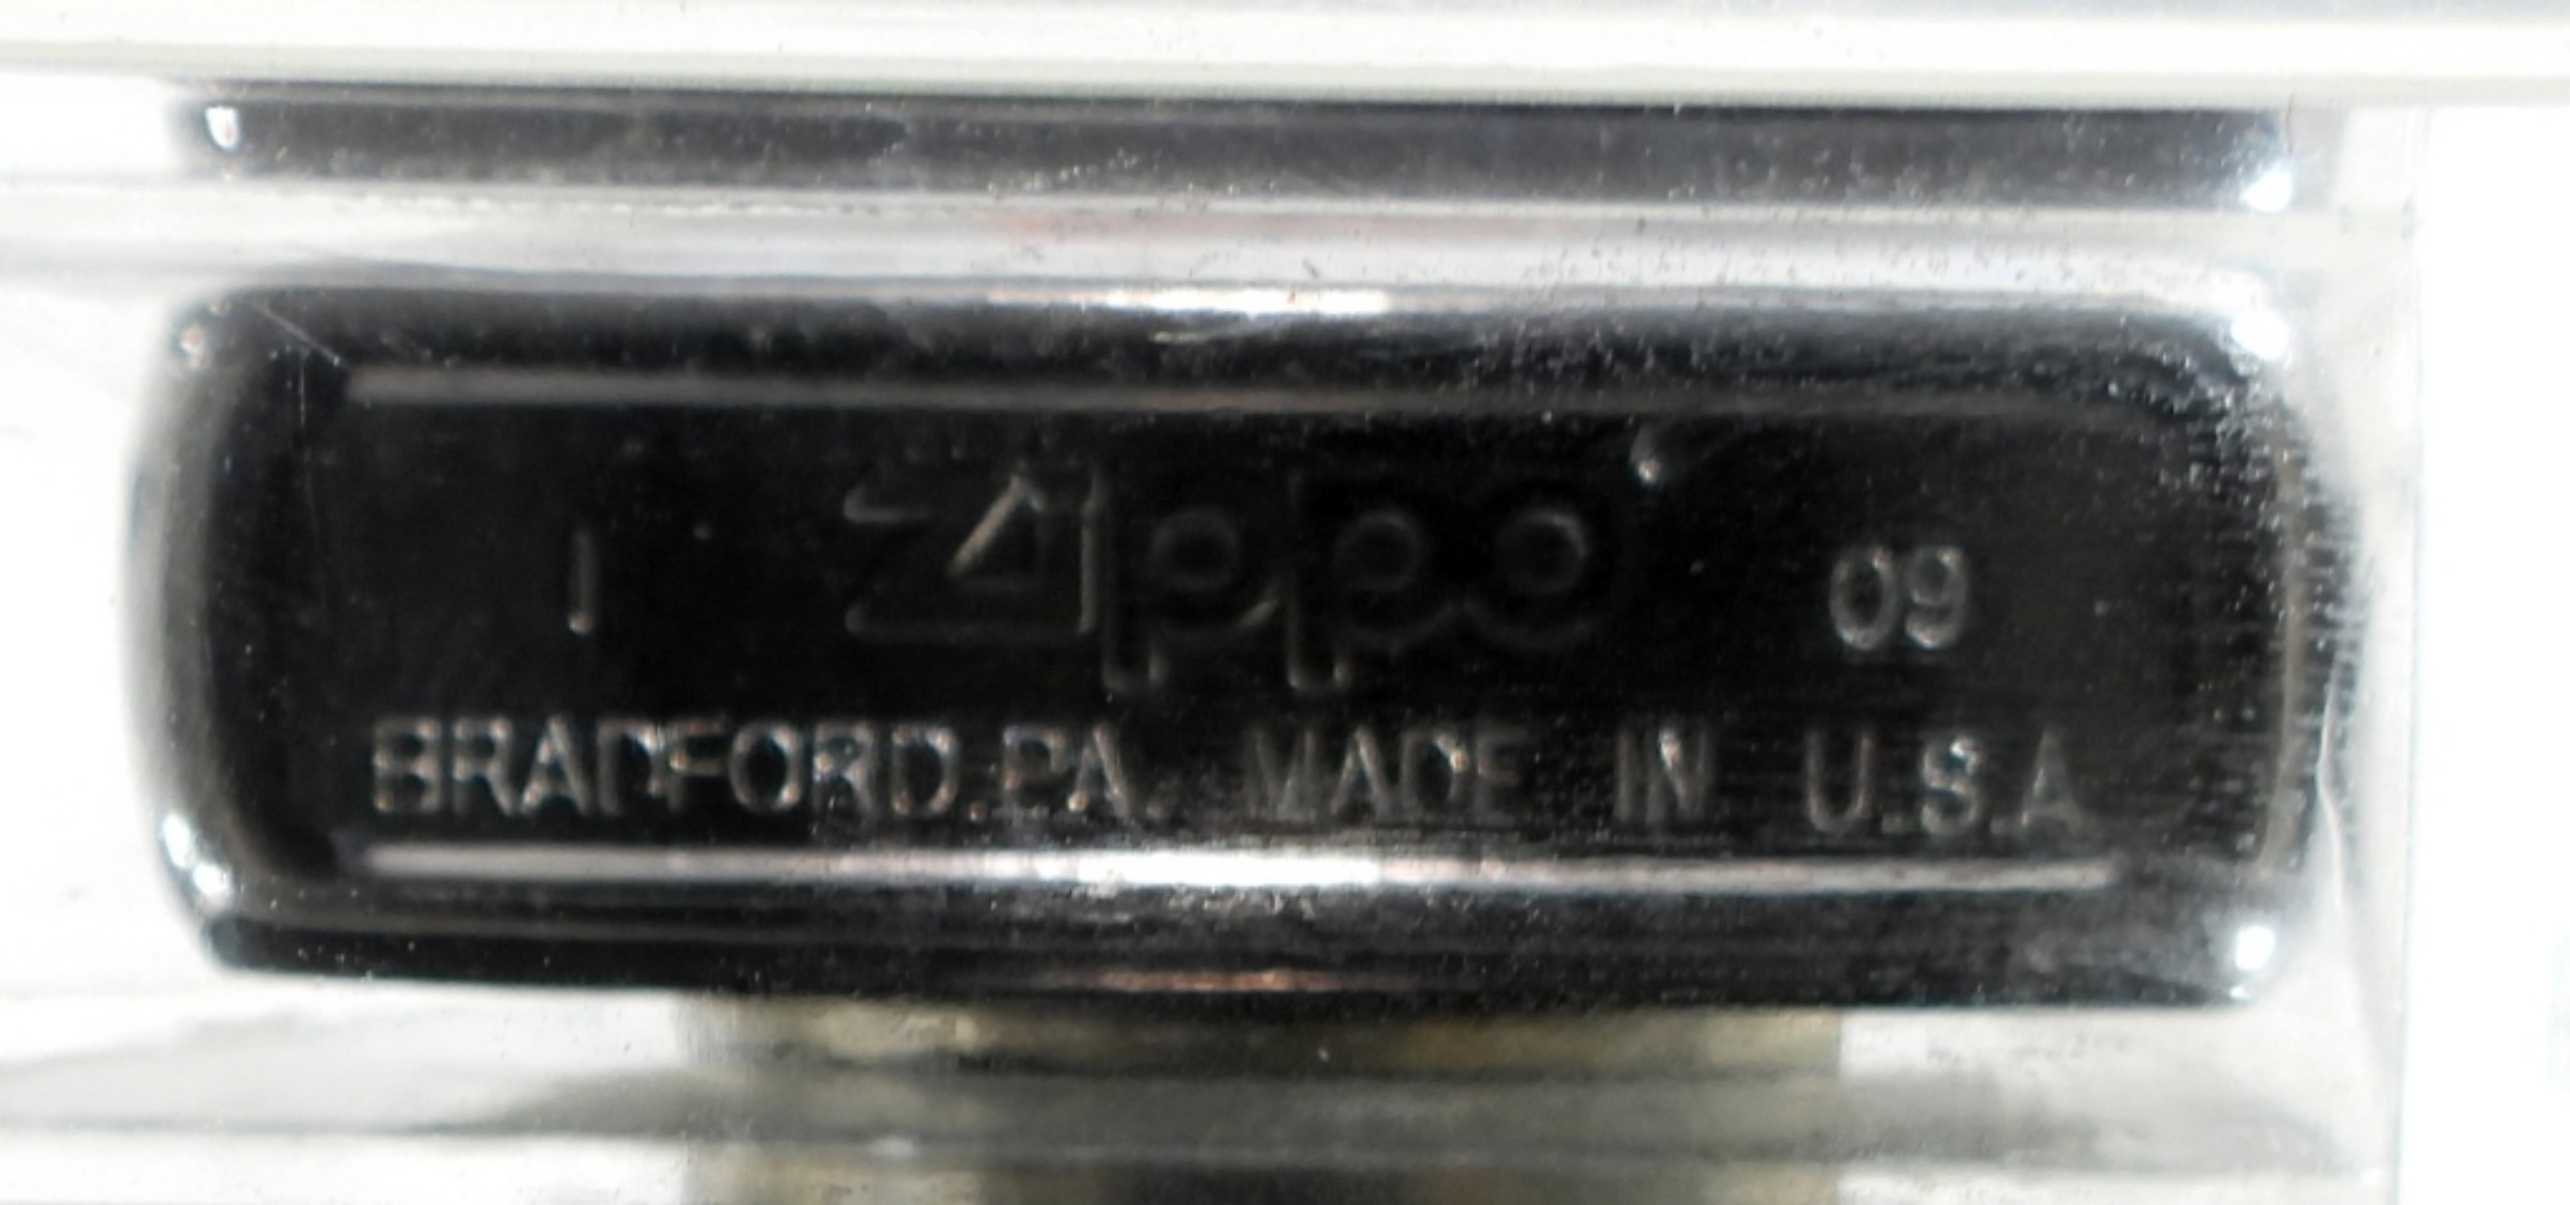 I Zippo 09
BRADFORD,PA. MADE IN U.S.A